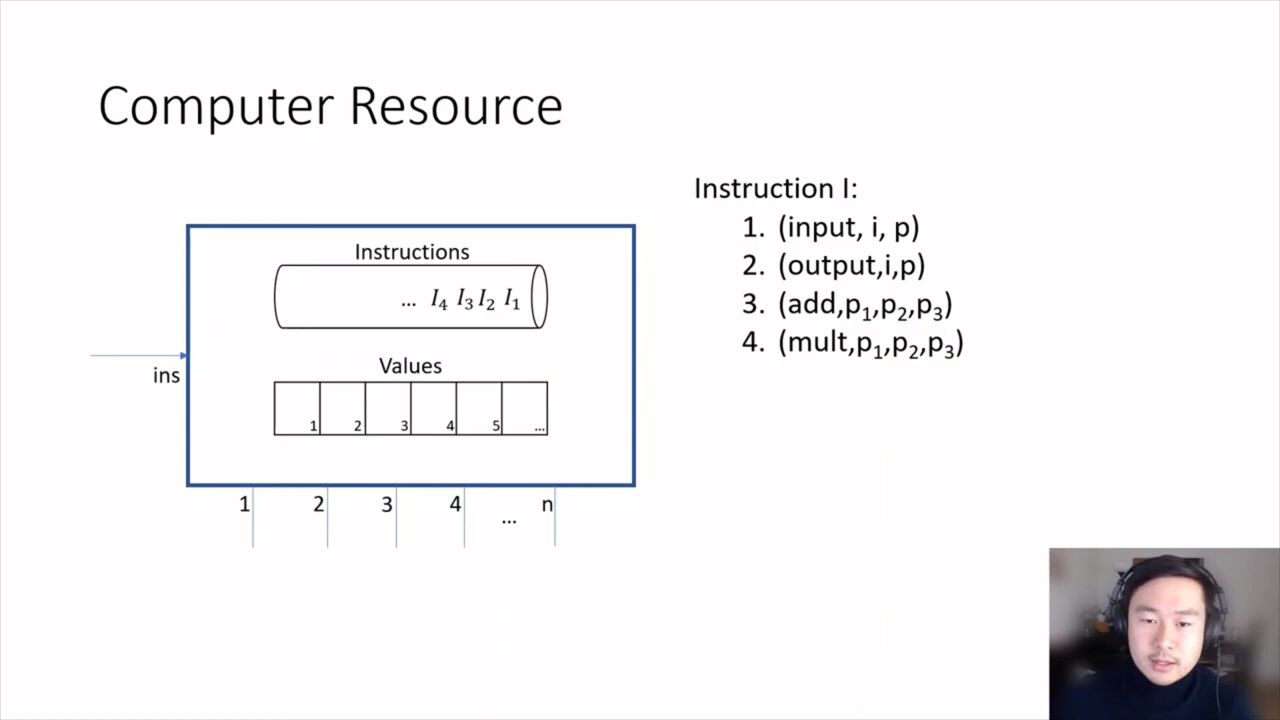 Computer Resource
Instructions
... I₄ I₃ I₂ I₁
ins
Values
1 2 3 4 5 ...
1 2 3 4 ... n
Instruction I:
1. (input, i, p)
2. (output,i,p)
3. (add,p₁,p₂,p₃)
4. (mult,p₁,p₂,p₃)